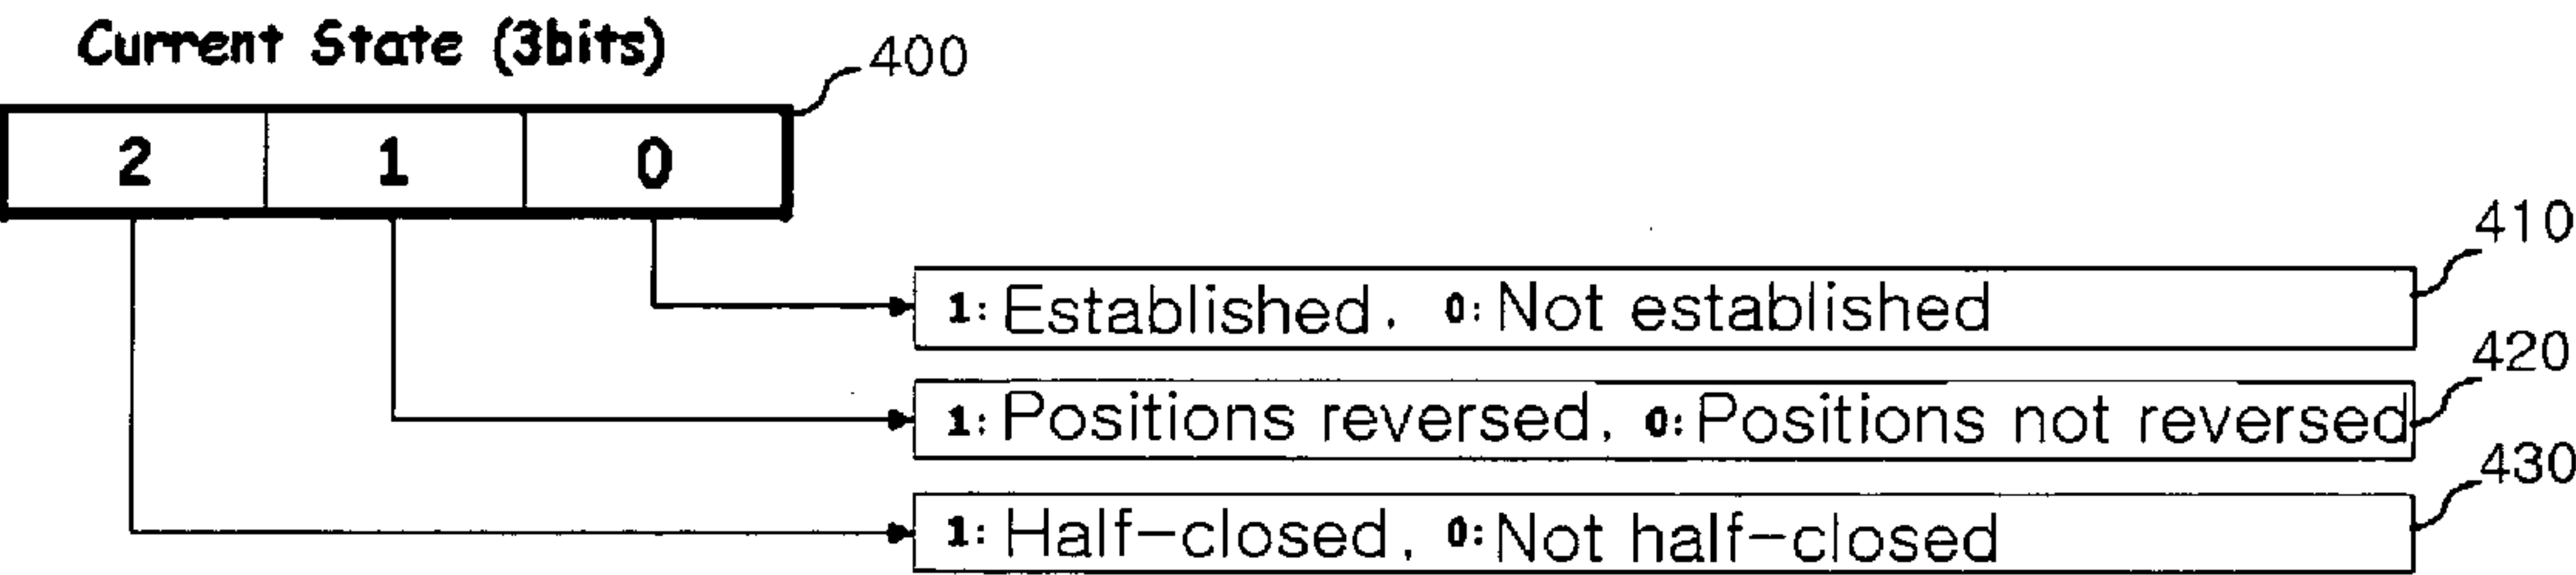 Current State (3bits)
400
2 1 0
410
1: Established, 0: Not established
420
1: Positions reversed, 0: Positions not reversed
430
1: Half-closed, 0: Not half-closed